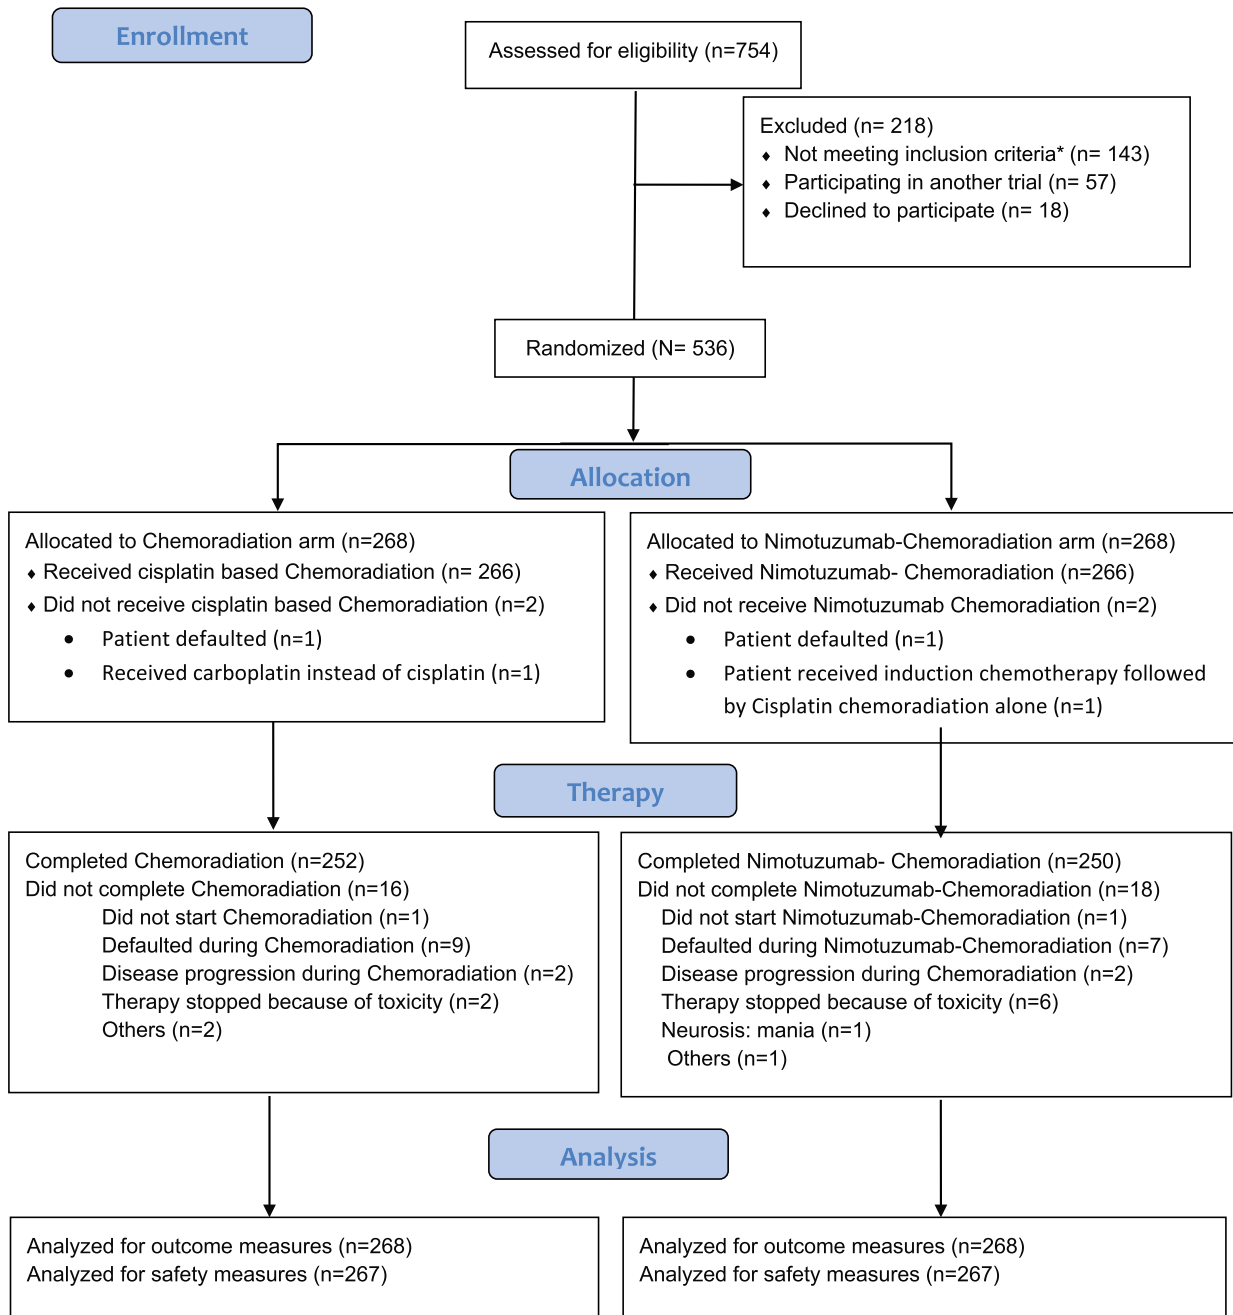 Enrollment
Assessed for eligibility (n=754)
Excluded (n= 218)
♦ Not meeting inclusion criteria* (n= 143)
♦ Participating in another trial (n= 57)
♦ Declined to participate (n= 18)
Randomized (N= 536)
Allocation
Allocated to Chemoradiation arm (n=268)
♦ Received cisplatin based Chemoradiation (n= 266)
♦ Did not receive cisplatin based Chemoradiation (n=2)
• Patient defaulted (n=1)
• Received carboplatin instead of cisplatin (n=1)
Allocated to Nimotuzumab-Chemoradiation arm (n=268)
♦ Received Nimotuzumab- Chemoradiation (n=266)
♦ Did not receive Nimotuzumab Chemoradiation (n=2)
• Patient defaulted (n=1)
• Patient received induction chemotherapy followed
by Cisplatin chemoradiation alone (n=1)
Therapy
Completed Chemoradiation (n=252)
Did not complete Chemoradiation (n=16)
Did not start Chemoradiation (n=1)
Defaulted during Chemoradiation (n=9)
Disease progression during Chemoradiation (n=2)
Therapy stopped because of toxicity (n=2)
Others (n=2)
Completed Nimotuzumab- Chemoradiation (n=250)
Did not complete Nimotuzumab-Chemoradiation (n=18)
Did not start Nimotuzumab-Chemoradiation (n=1)
Defaulted during Nimotuzumab-Chemoradiation (n=7)
Disease progression during Chemoradiation (n=2)
Therapy stopped because of toxicity (n=6)
Neurosis: mania (n=1)
Others (n=1)
Analysis
Analyzed for outcome measures (n=268)
Analyzed for safety measures (n=267)
Analyzed for outcome measures (n=268)
Analyzed for safety measures (n=267)